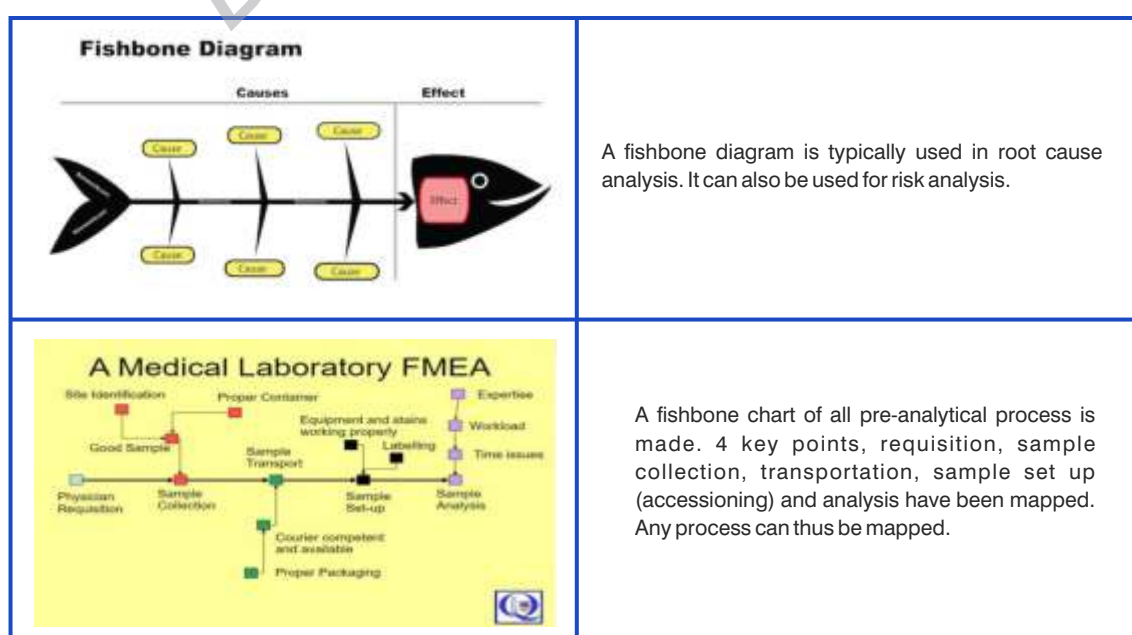 Fishbone Diagram
Causes
Effect
Cause
Cause
Cause
Effect
Cause
Cause
Cause
A fishbone diagram is typically used in root cause
analysis. It can also be used for risk analysis.
A Medical Laboratory FMEA
Site Identification
Proper Container
Expertise
Equipment and stains
working properly
Workload
Good Sample
Labelling
Sample
Transport
Time issues
Physician
Requisition
Sample
Collection
Sample
Set-up
Sample
Analysis
Courier competent
and available
Proper Packaging
Q
A fishbone chart of all pre-analytical process is
made. 4 key points, requisition, sample
collection, transportation, sample set up
(accessioning) and analysis have been mapped.
Any process can thus be mapped.